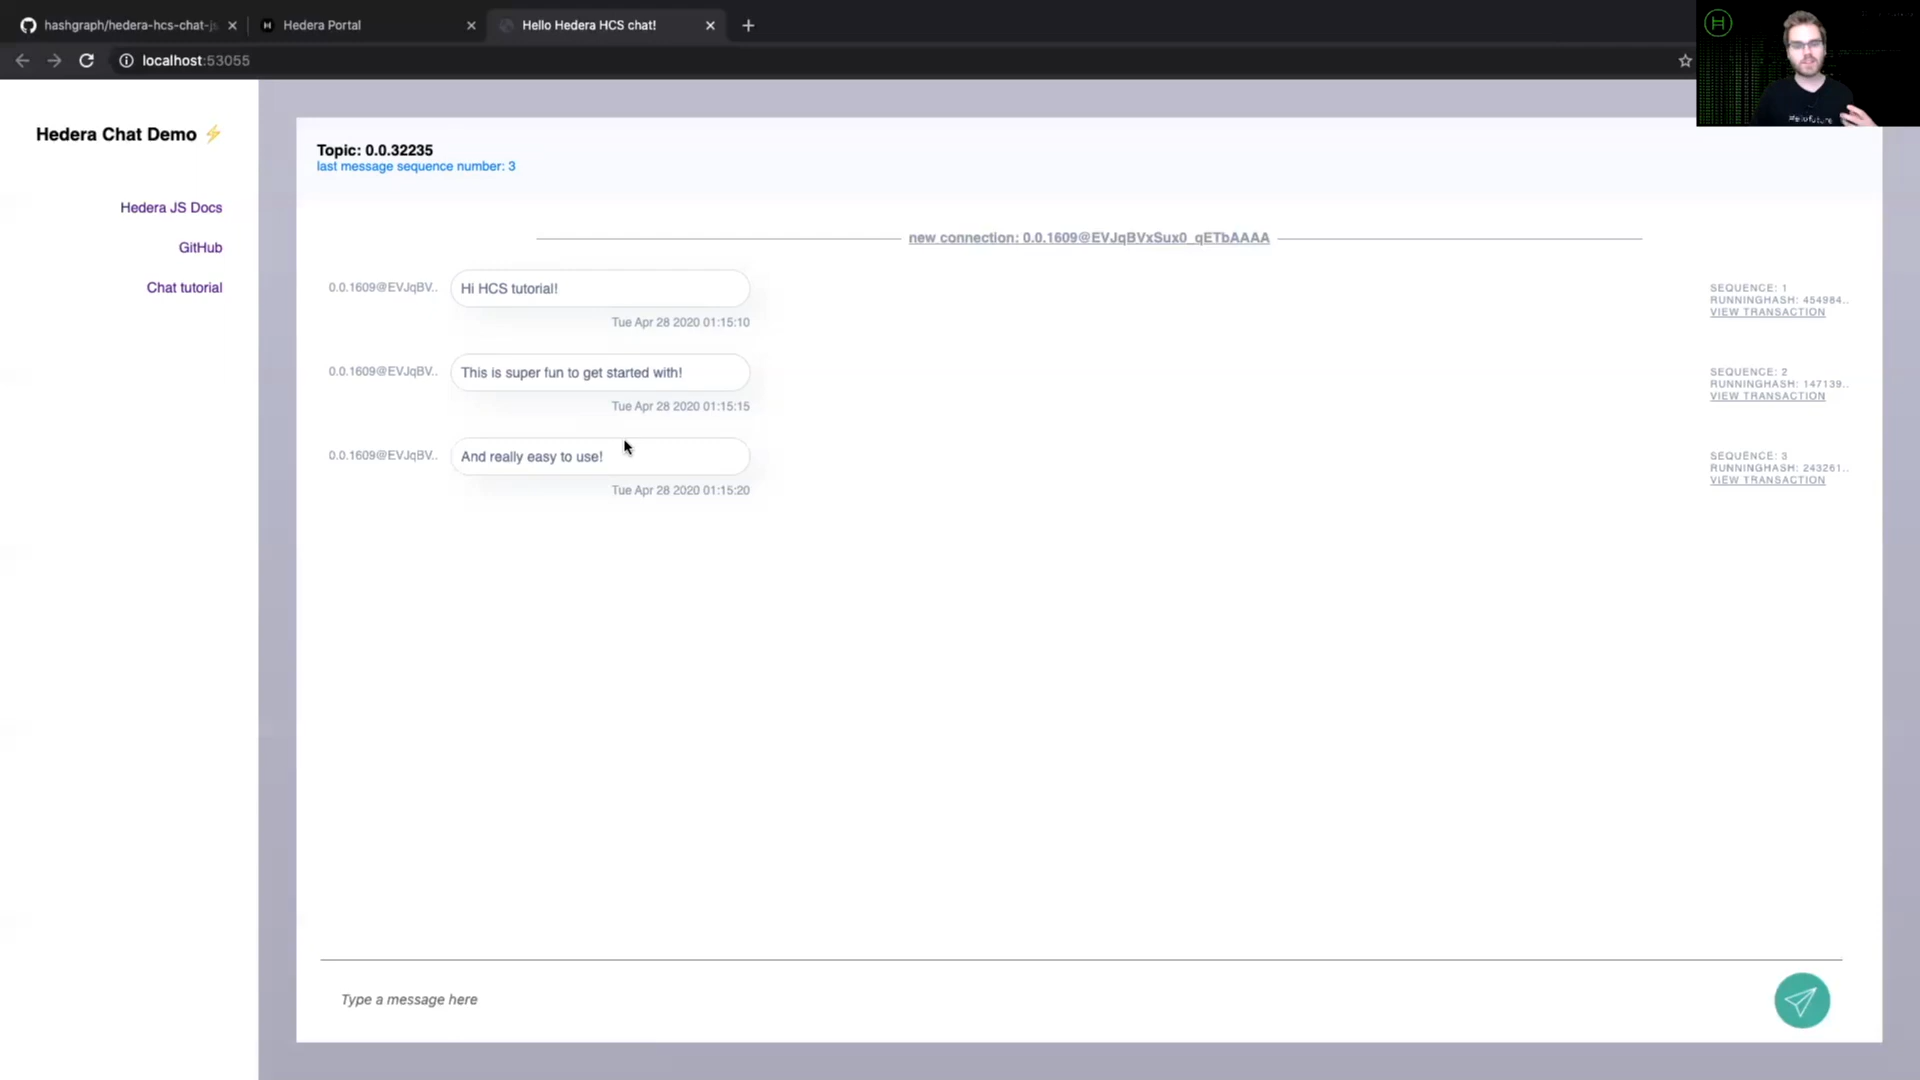 hashgraph/hedera-hcs-chat-js
Hedera Portal
Hello Hedera HCS chat!
localhost:53055
Hedera Chat Demo ⚡
Hedera JS Docs
GitHub
Chat tutorial
Topic: 0.0.32235
last message sequence number: 3
new connection: 0.0.1609@EVJqBVxSux0_qETbAAAA
0.0.1609@EVJqBV..
Hi HCS tutorial!
Tue Apr 28 2020 01:15:10
SEQUENCE: 1
RUNNINGHASH: 454984..
VIEW TRANSACTION
0.0.1609@EVJqBV..
This is super fun to get started with!
Tue Apr 28 2020 01:15:15
SEQUENCE: 2
RUNNINGHASH: 147139..
VIEW TRANSACTION
0.0.1609@EVJqBV..
And really easy to use!
Tue Apr 28 2020 01:15:20
SEQUENCE: 3
RUNNINGHASH: 243261..
VIEW TRANSACTION
Type a message here
H
#hellofuture